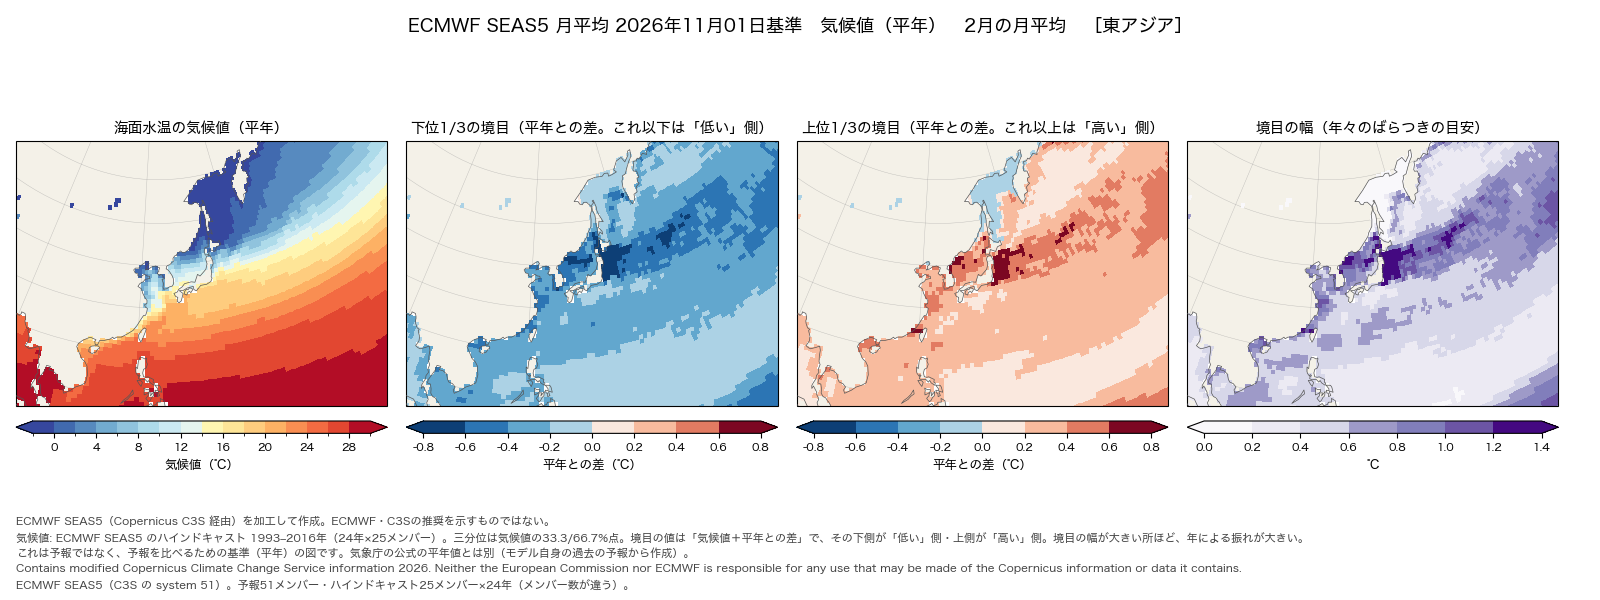 ECMWF SEAS5 月平均 2026年11月01日基準　気候値（平年）　2月の月平均　［東アジア］
海面水温の気候値（平年）
下位1/3の境目（平年との差。これ以下は「低い」側）
上位1/3の境目（平年との差。これ以上は「高い」側）
境目の幅（年々のばらつきの目安）
0 4 8 12 16 20 24 28
気候値（℃）
-0.8 -0.6 -0.4 -0.2 0.0 0.2 0.4 0.6 0.8
平年との差（℃）
-0.8 -0.6 -0.4 -0.2 0.0 0.2 0.4 0.6 0.8
平年との差（℃）
0.0 0.2 0.4 0.6 0.8 1.0 1.2 1.4
℃
ECMWF SEAS5（Copernicus C3S 経由）を加工して作成。ECMWF・C3Sの推奨を示すものではない。
気候値: ECMWF SEAS5 のハインドキャスト 1993–2016年（24年×25メンバー）。三分位は気候値の33.3/66.7%点。境目の値は「気候値＋平年との差」で、その下側が「低い」側・上側が「高い」側。境目の幅が大きい所ほど、年による振れが大きい。
これは予報ではなく、予報を比べるための基準（平年）の図です。気象庁の公式の平年値とは別（モデル自身の過去の予報から作成）。
Contains modified Copernicus Climate Change Service information 2026. Neither the European Commission nor ECMWF is responsible for any use that may be made of the Copernicus information or data it contains.
ECMWF SEAS5（C3S の system 51）。予報51メンバー・ハインドキャスト25メンバー×24年（メンバー数が違う）。